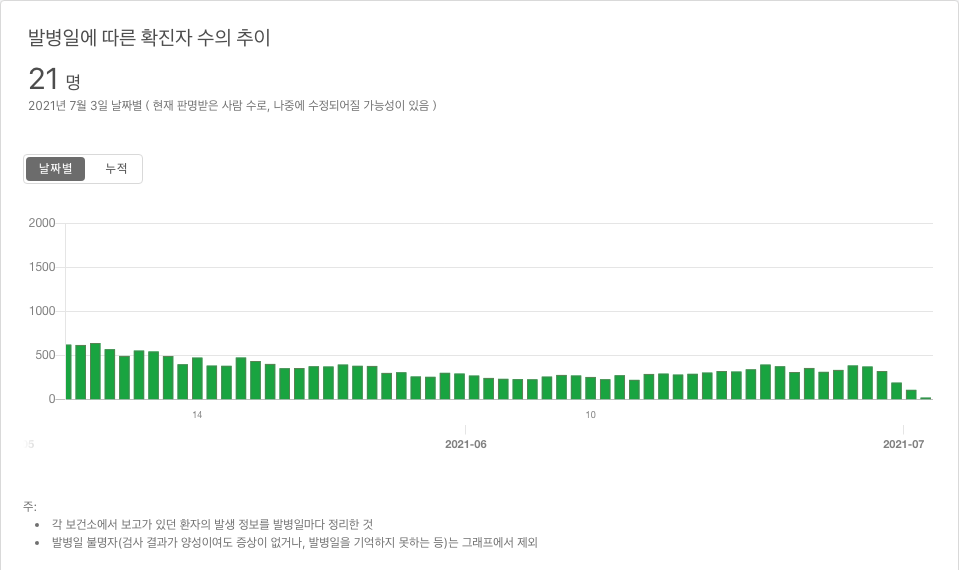 발병일에 따른 확진자 수의 추이
21 명
2021년 7월 3일 날짜별 ( 현재 판명받은 사람 수로, 나중에 수정되어질 가능성이 있음 )
날짜별 누적
2000
1500
1000
500
0
14 10
2021-06 2021-07
주:
• 각 보건소에서 보고가 있던 환자의 발생 정보를 발병일마다 정리한 것
• 발병일 불명자(검사 결과가 양성이여도 증상이 없거나, 발병일을 기억하지 못하는 등)는 그래프에서 제외